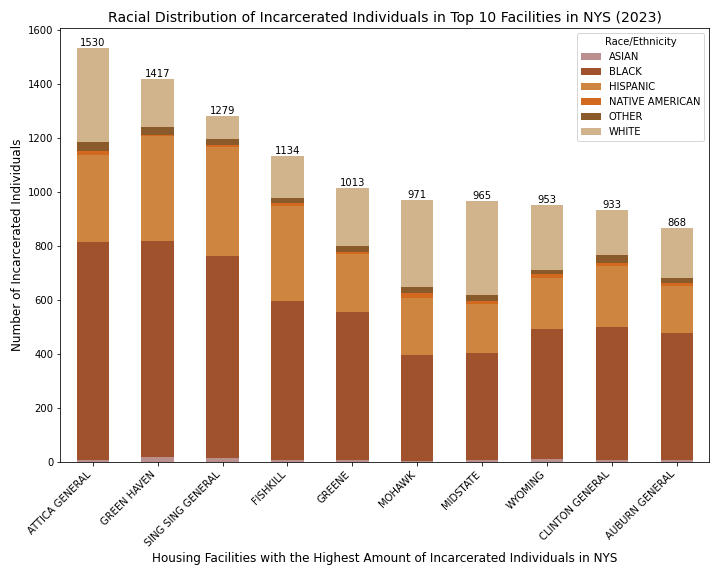 Racial Distribution of Incarcerated Individuals in Top 10 Facilities in NYS (2023)
Number of Incarcerated Individuals
1600
1400
1200
1000
800
600
400
200
0
1530
1417
1279
1134
1013
971
965
953
933
868
Race/Ethnicity
ASIAN
BLACK
HISPANIC
NATIVE AMERICAN
OTHER
WHITE
ATTICA GENERAL
GREEN HAVEN
SING SING GENERAL
FISHKILL
GREENE
MOHAWK
MIDSTATE
WYOMING
CLINTON GENERAL
AUBURN GENERAL
Housing Facilities with the Highest Amount of Incarcerated Individuals in NYS